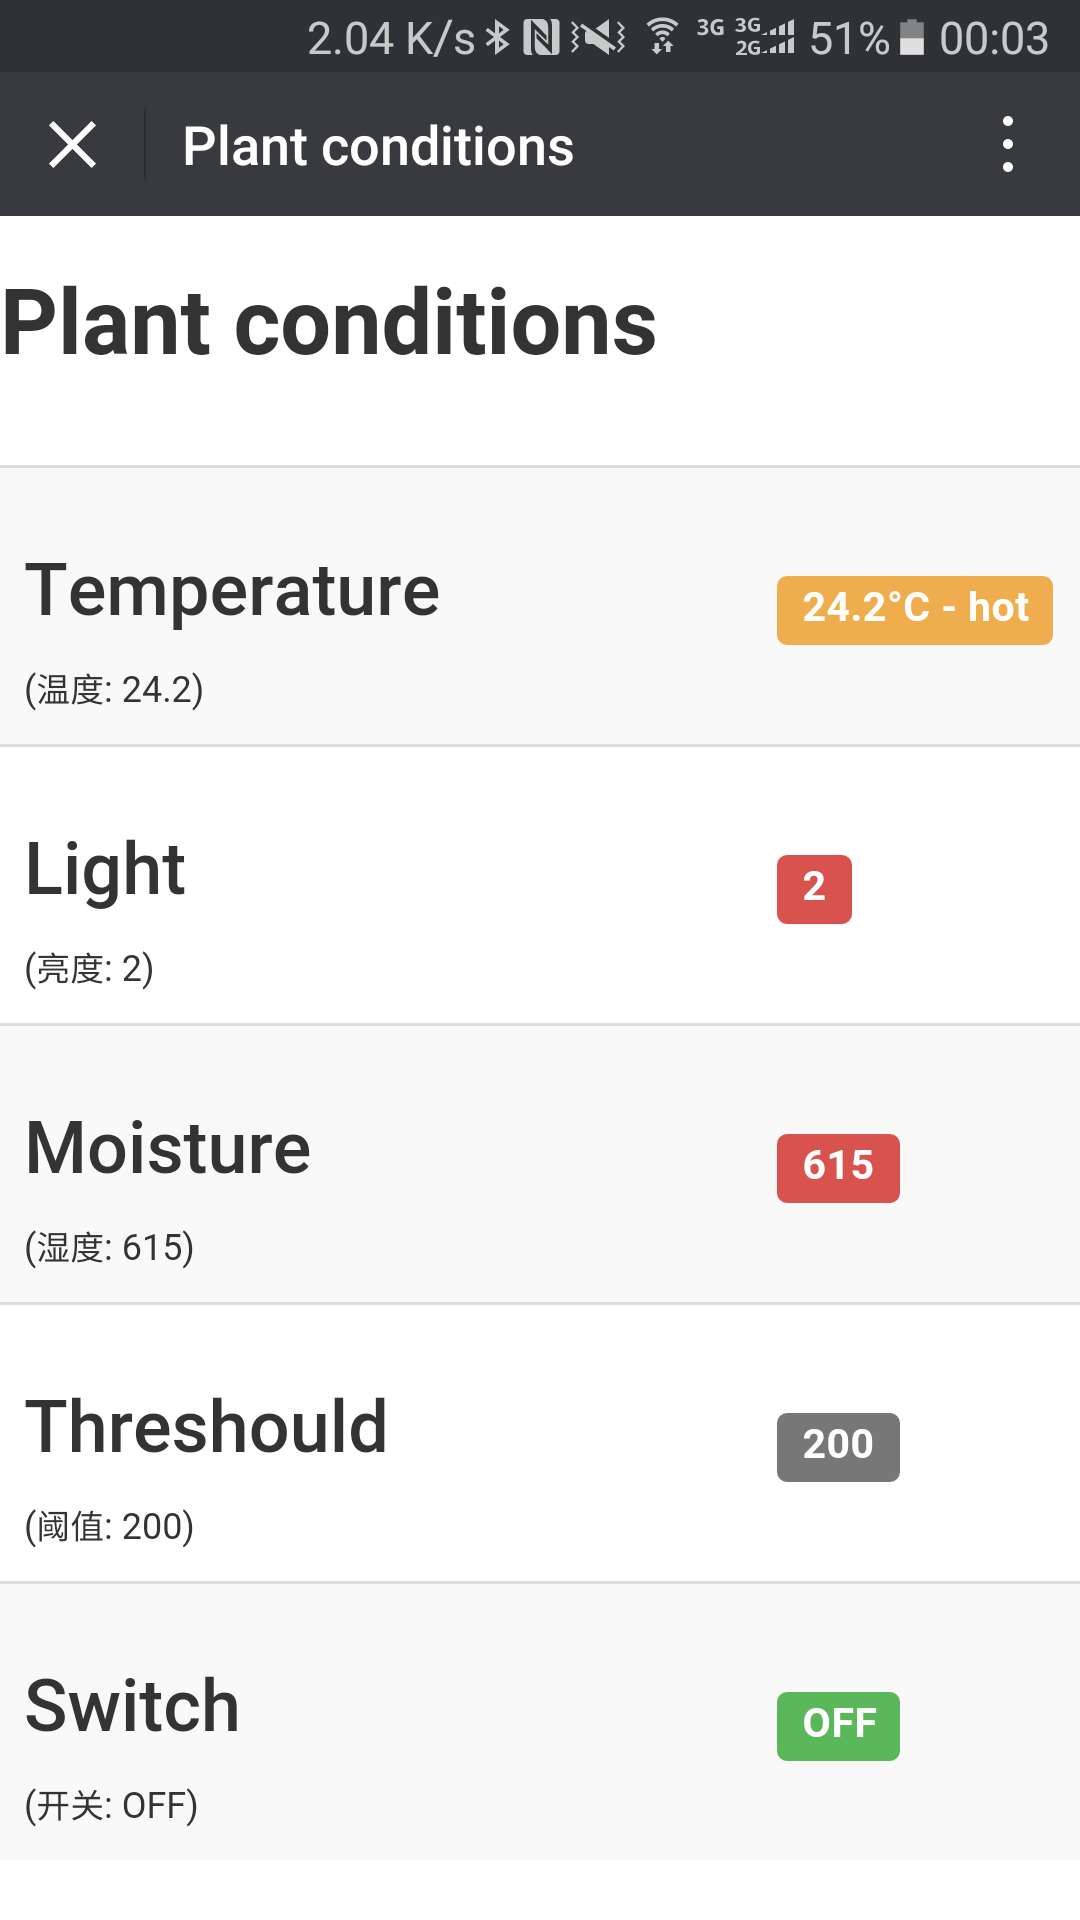 2.04 K/s 3G 3G 2G 51% 00:03
Plant conditions
Plant conditions
Temperature
24.2°C - hot
(温度: 24.2)
Light
2
(亮度: 2)
Moisture
615
(湿度: 615)
Threshould
200
(阈值: 200)
Switch
OFF
(开关: OFF)